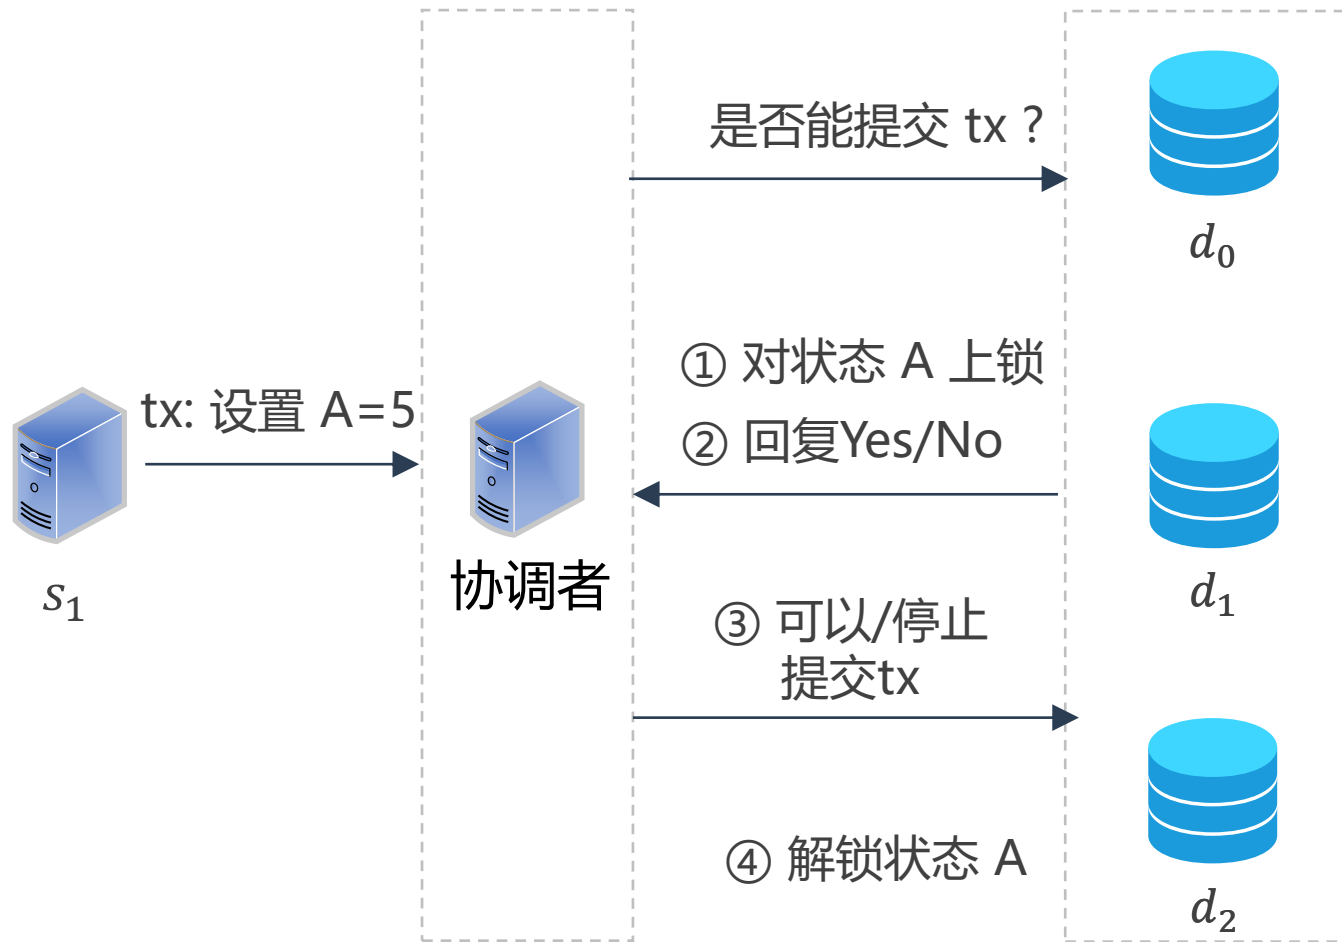 是否能提交 tx ?
d₀
① 对状态 A 上锁
tx: 设置 A=5
② 回复Yes/No
协调者
s₁
d₁
③ 可以/停止
提交tx
④ 解锁状态 A
d₂